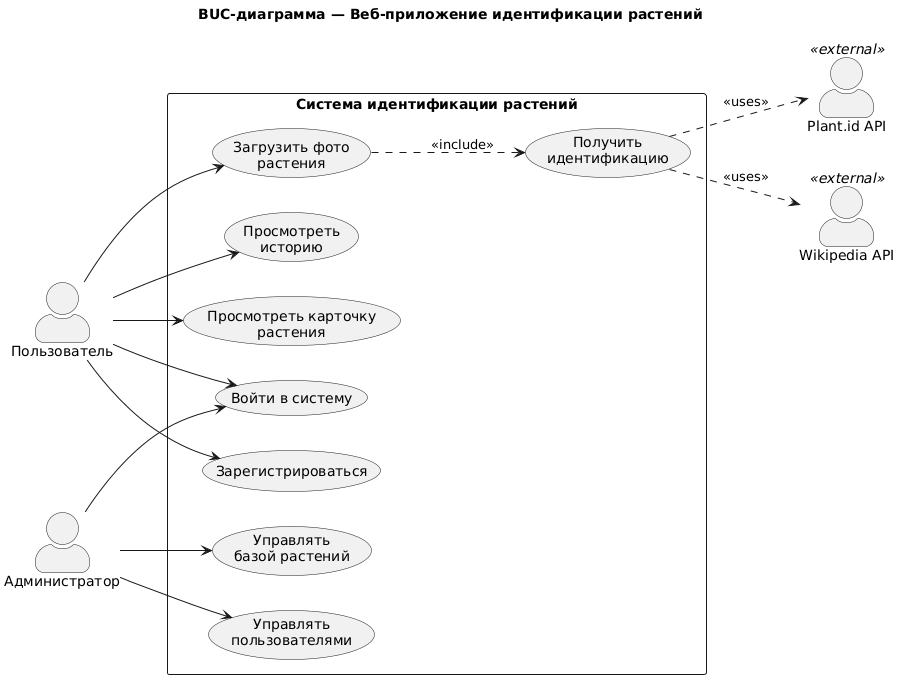 BUC-диаграмма — Веб-приложение идентификации растений
«external»
Plant.id API
«external»
Wikipedia API
«uses»
«uses»
Система идентификации растений
Загрузить фото
растения
«include»
Получить
идентификацию
Просмотреть
историю
Просмотреть карточку
растения
Войти в систему
Зарегистрироваться
Управлять
базой растений
Управлять
пользователями
Пользователь
Администратор